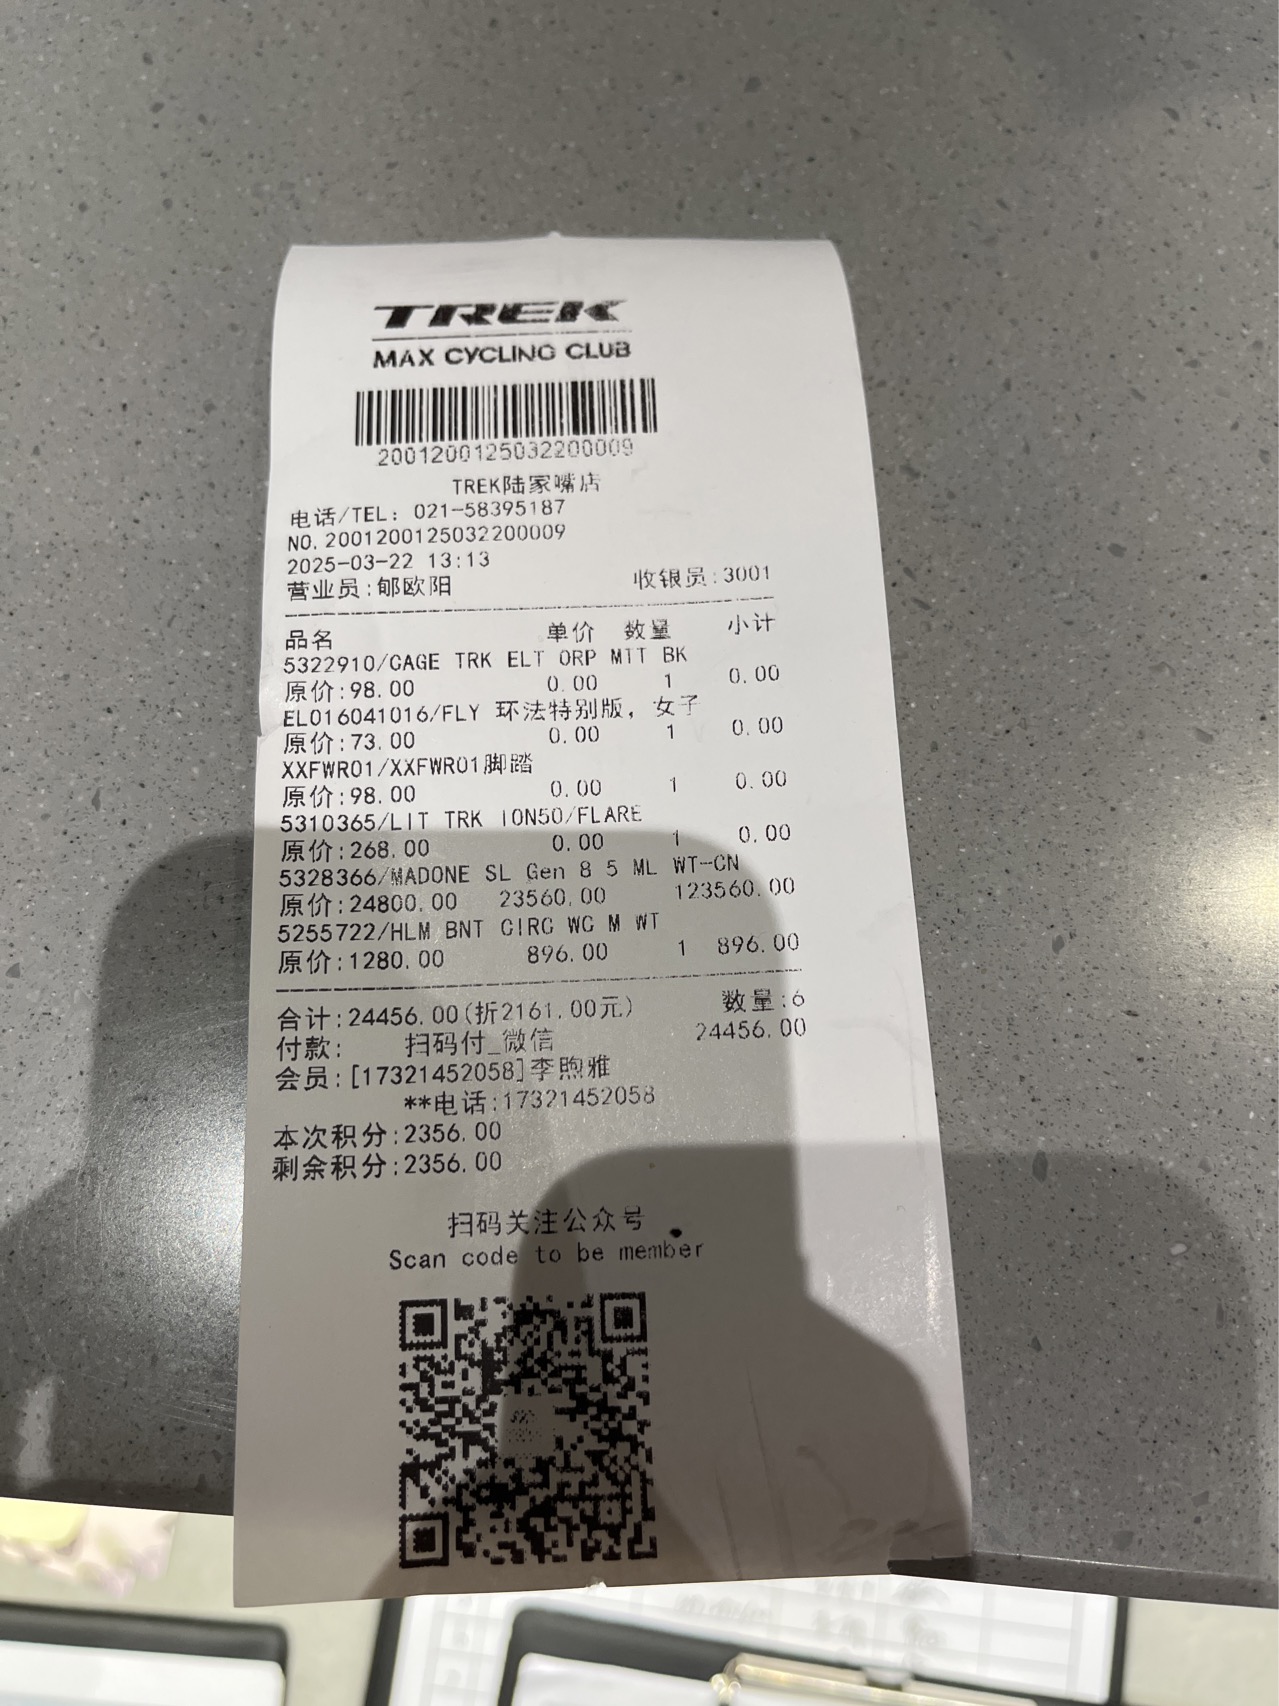 TREK
MAX CYCLING CLUB
2001200125032200009
TREK陆家嘴店
电话/TEL: 021-58395187
NO.2001200125032200009
2025-03-22 13:13
营业员:郇欧阳 收银员:3001
品名 单价 数量 小计
5322910/CAGE TRK ELT ORP MTT BK
原价:98.00 0.00 1 0.00
EL016041016/FLY 环法特别版，女子
原价:73.00 0.00 1 0.00
XXFWR01/XXFWR01脚踏
原价:98.00 0.00 1 0.00
5310365/LIT TRK ION50/FLARE
原价:268.00 0.00 1 0.00
5328366/MADONE SL Gen 8 5 ML WT-CN
原价:24800.00 23560.00 123560.00
5255722/HLM BNT CIRC WC M WT
原价:1280.00 896.00 1 896.00
合计:24456.00(折2161.00元) 数量:6
付款: 扫码付_微信 24456.00
会员:[17321452058]李煦雅
**电话:17321452058
本次积分:2356.00
剩余积分:2356.00
扫码关注公众号
Scan code to be member